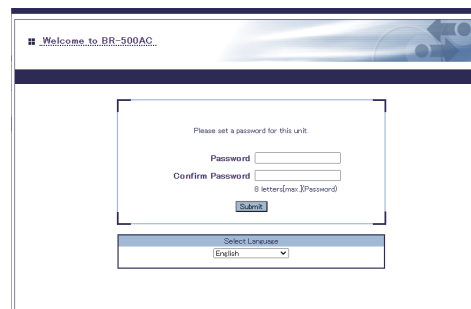 Welcome to BR-500AC
Please set a password for this unit.
Password
Confirm Password
8 letters[max.](Password)
Submit
Select Language
English